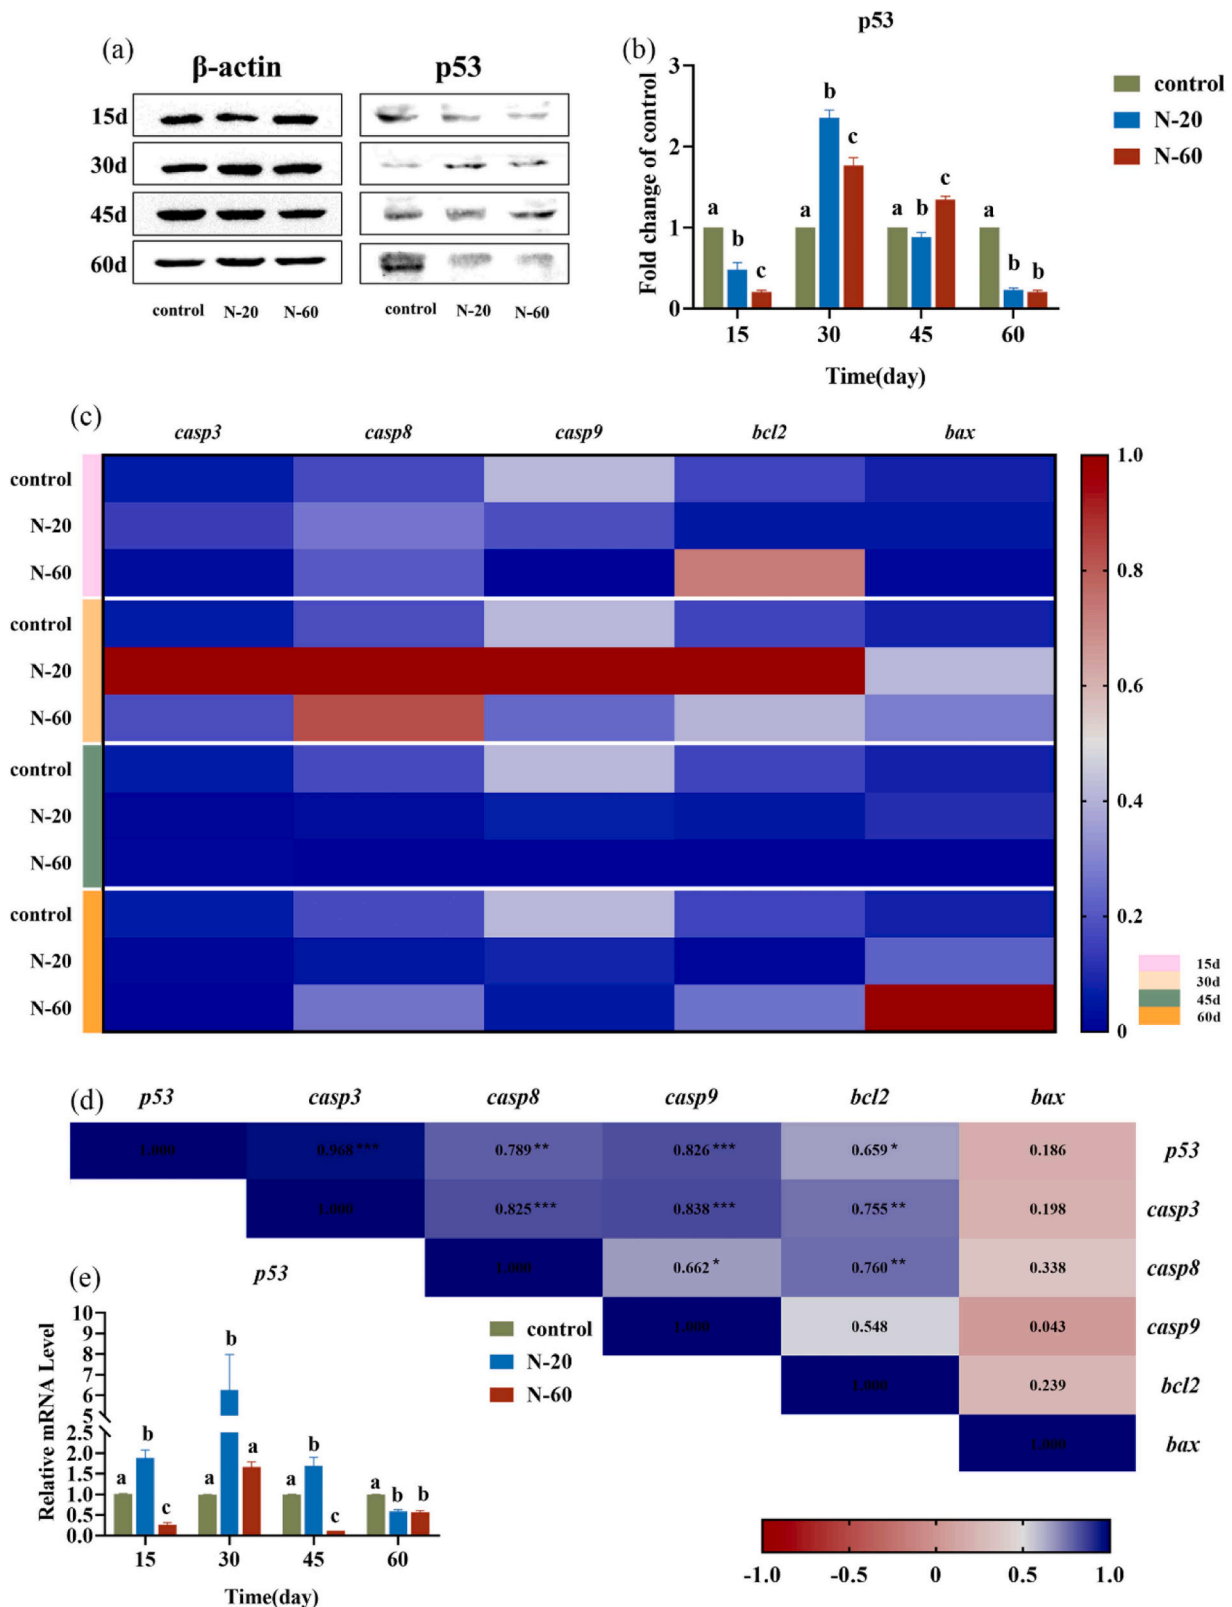 (a)
β-actin p53
15d
30d
45d
60d
control N-20 N-60 control N-20 N-60
(b)
p53
Fold change of control
3
2
1
0
a b c a b c a b c a b b
15 30 45 60
Time(day)
control
N-20
N-60
(c)
casp3 casp8 casp9 bcl2 bax
control
N-20
N-60
control
N-20
N-60
control
N-20
N-60
control
N-20
N-60
1.0
0.8
0.6
0.4
0.2
0
15d
30d
45d
60d
(d)
p53 casp3 casp8 casp9 bcl2 bax
1.000 0.968*** 0.789** 0.826*** 0.659* 0.186 p53
1.000 0.825*** 0.838*** 0.755** 0.198 casp3
1.000 0.662* 0.760** 0.338 casp8
1.000 0.548 0.043 casp9
1.000 0.239 bcl2
1.000 bax
-1.0 -0.5 0 0.5 1.0
(e)
p53
Relative mRNA Level
10
9
8
7
6
5
2.5
2.0
1.5
1.0
0.5
0.0
a b c a b a a b c a b b
15 30 45 60
Time(day)
control
N-20
N-60